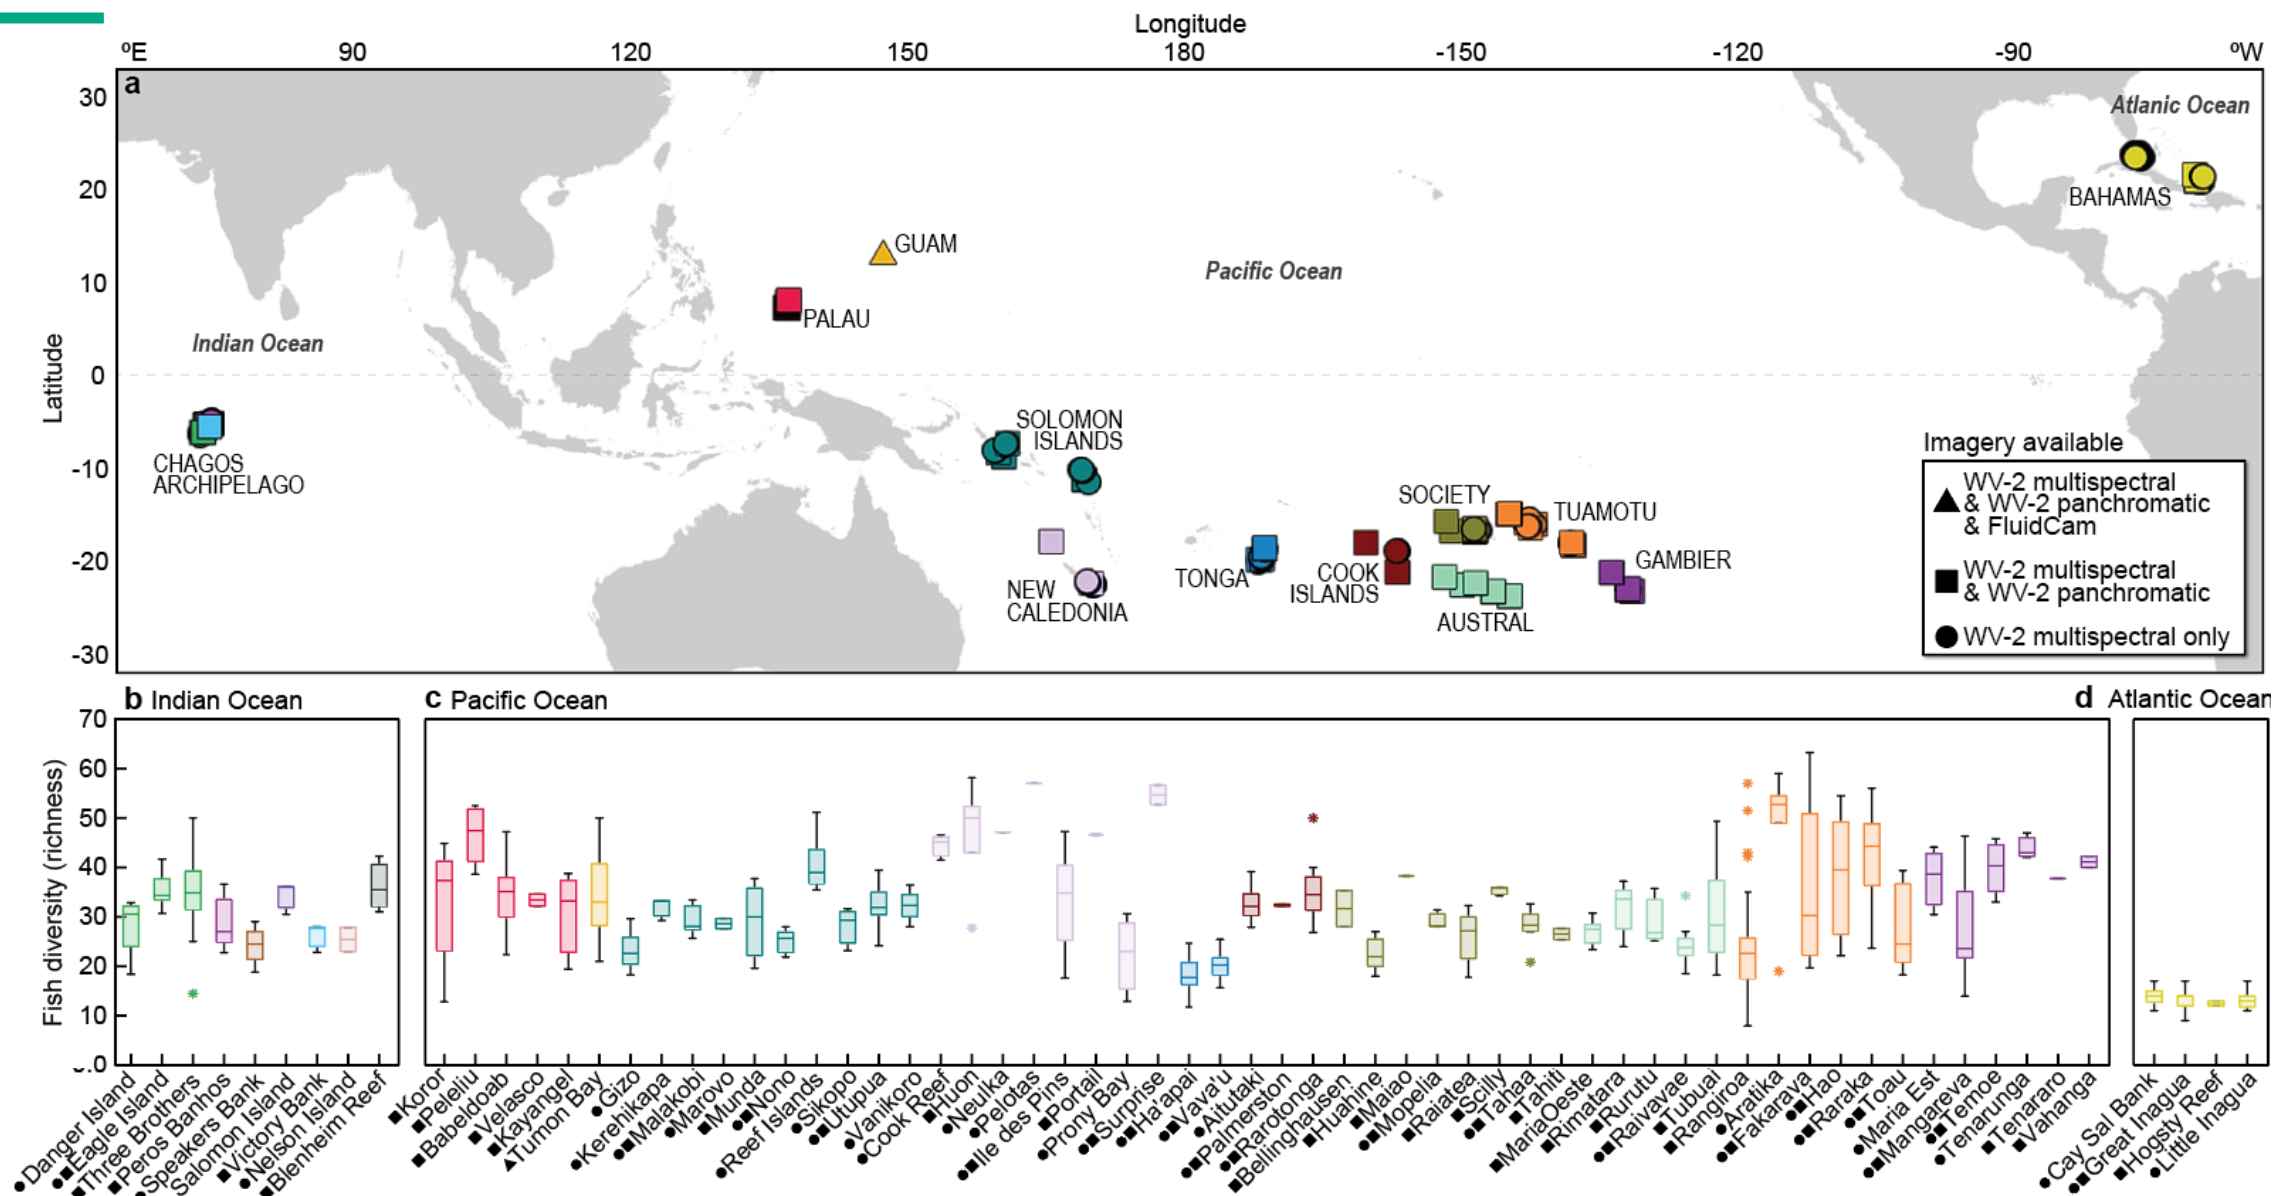 Longitude
ºE 90 120 150 180 -150 -120 -90 ºW
a
30
20
10
0
-10
-20
-30
Latitude
Atlanic Ocean
BAHAMAS
GUAM
Pacific Ocean
PALAU
Indian Ocean
SOLOMON
ISLANDS
CHAGOS
ARCHIPELAGO
SOCIETY
TUAMOTU
GAMBIER
TONGA
COOK
ISLANDS
NEW
CALEDONIA
AUSTRAL
Imagery available
WV-2 multispectral
& WV-2 panchromatic
& FluidCam
WV-2 multispectral
& WV-2 panchromatic
WV-2 multispectral only
b Indian Ocean
c Pacific Ocean
d Atlantic Ocean
Fish diversity (richness)
70
60
50
40
30
20
10
0
Danger Island
Eagle Island
Three Brothers
Peros Banhos
Speakers Bank
Salomon Island
Victory Bank
Nelson Island
Blenheim Reef
Koror
Peleliu
Babeldoab
Velasco
Kayangel
Tumon Bay
Gizo
Kerehikapa
Malakobi
Marovo
Munda
Nono
Reef Islands
Sikopo
Utupua
Vanikoro
Cook Reef
Huon
Neulka
Pelotas
Ile des Pins
Portail
Prony Bay
Surprise
Ha'apai
Vava'u
Aitutaki
Palmerston
Rarotonga
Bellinghausen
Huahine
Maiao
Mopelia
Raiatea
Scilly
Tahaa
Tahiti
MariaOeste
Rimatara
Rurutu
Raivavae
Tubuai
Rangiroa
Aratika
Fakarava
Hao
Raraka
Toau
Maria Est
Mangareva
Temoe
Tenarunga
Tenararo
Vahanga
Cay Sal Bank
Great Inagua
Hogsty Reef
Little Inagua